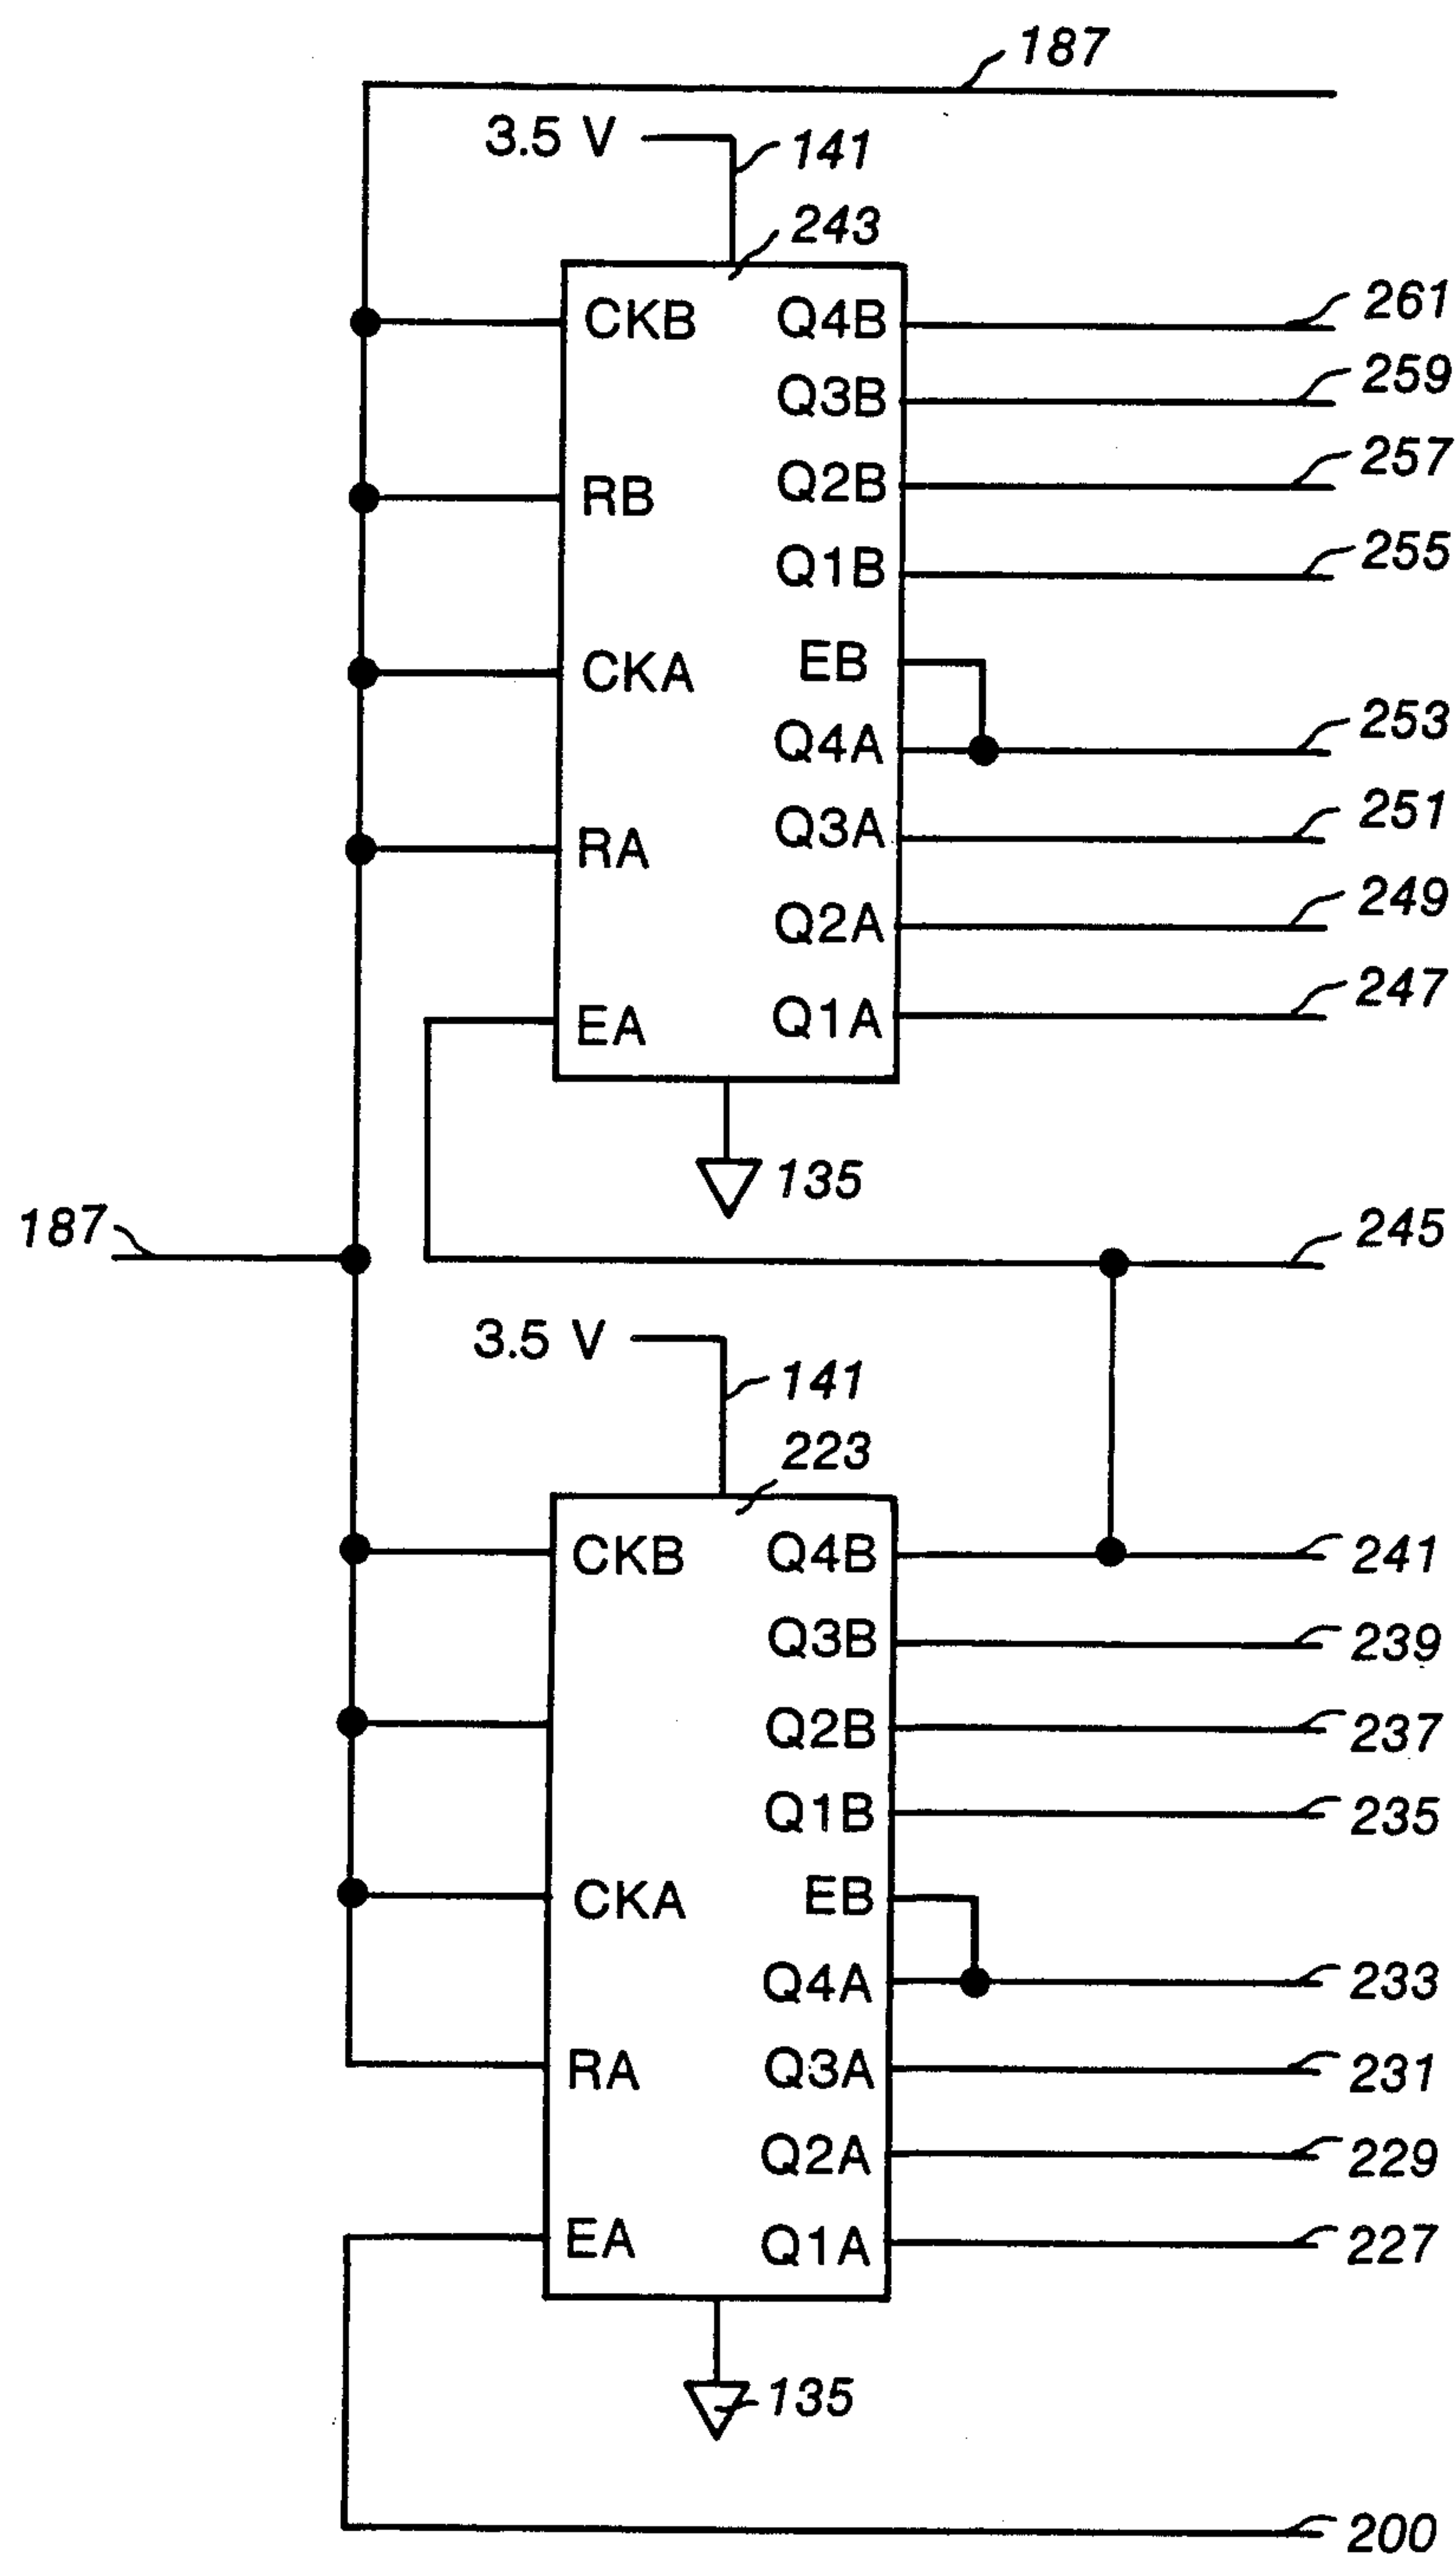 187
3.5 V
141
243
CKB Q4B 261
Q3B 259
RB Q2B 257
Q1B 255
CKA EB
Q4A 253
RA Q3A 251
Q2A 249
EA Q1A 247
135
187 245
3.5 V
141
223
CKB Q4B 241
Q3B 239
Q2B 237
Q1B 235
CKA EB
Q4A 233
RA Q3A 231
Q2A 229
EA Q1A 227
135
200